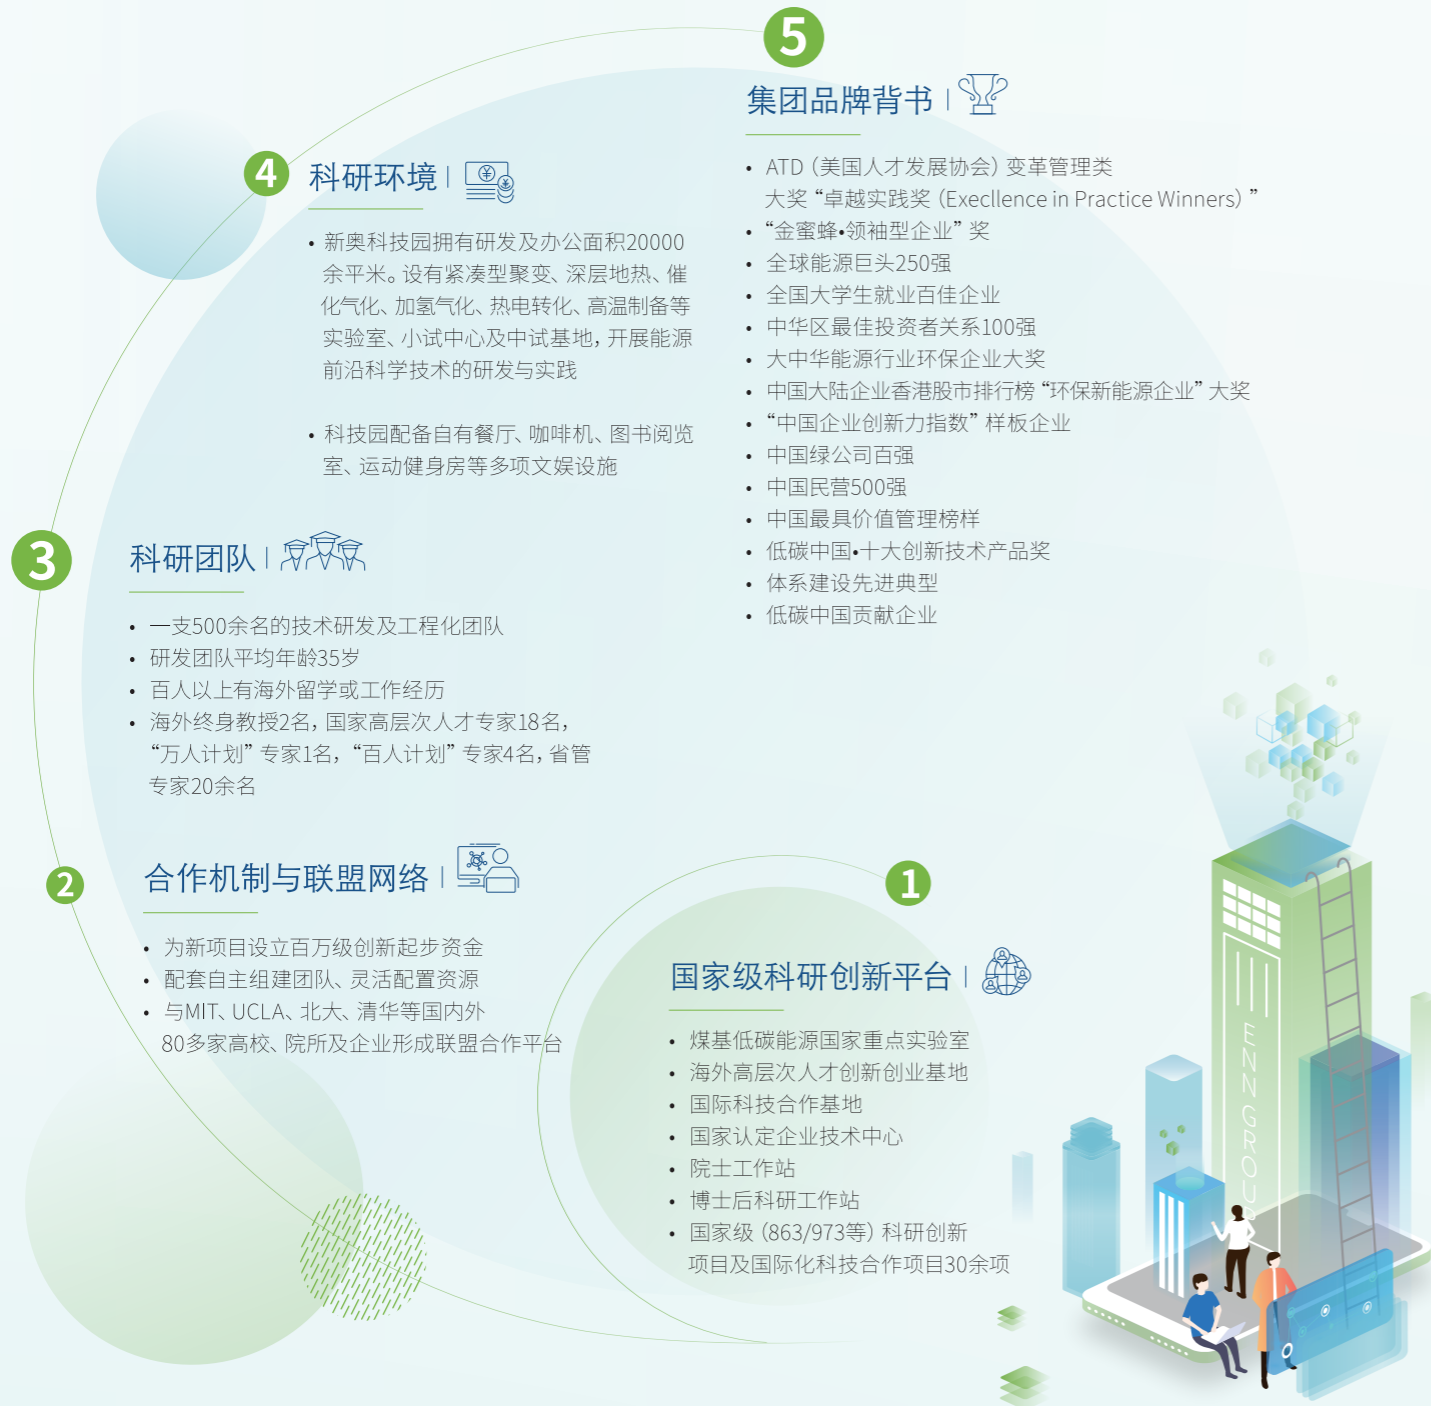 5
集团品牌背书
• ATD（美国人才发展协会）变革管理类
大奖“卓越实践奖（Execllence in Practice Winners）”
• “金蜜蜂•领袖型企业”奖
• 全球能源巨头250强
• 全国大学生就业百佳企业
• 中华区最佳投资者关系100强
• 大中华能源行业环保企业大奖
• 中国大陆企业香港股市排行榜“环保新能源企业”大奖
• “中国企业创新力指数”样板企业
• 中国绿公司百强
• 中国民营500强
• 中国最具价值管理榜样
• 低碳中国•十大创新技术产品奖
• 体系建设先进典型
• 低碳中国贡献企业
4
科研环境
• 新奥科技园拥有研发及办公面积20000
余平米。设有紧凑型聚变、深层地热、催
化气化、加氢气化、热电转化、高温制备等
实验室、小试中心及中试基地，开展能源
前沿科学技术的研发与实践
• 科技园配备自有餐厅、咖啡机、图书阅览
室、运动健身房等多项文娱设施
3
科研团队
• 一支500余名的技术研发及工程化团队
• 研发团队平均年龄35岁
• 百人以上有海外留学或工作经历
• 海外终身教授2名，国家高层次人才专家18名，
“万人计划”专家1名，“百人计划”专家4名，省管
专家20余名
2
合作机制与联盟网络
• 为新项目设立百万级创新起步资金
• 配套自主组建团队、灵活配置资源
• 与MIT、UCLA、北大、清华等国内外
80多家高校、院所及企业形成联盟合作平台
1
国家级科研创新平台
• 煤基低碳能源国家重点实验室
• 海外高层次人才创新创业基地
• 国际科技合作基地
• 国家认定企业技术中心
• 院士工作站
• 博士后科研工作站
• 国家级（863/973等）科研创新
项目及国际化科技合作项目30余项
ENN GROUP